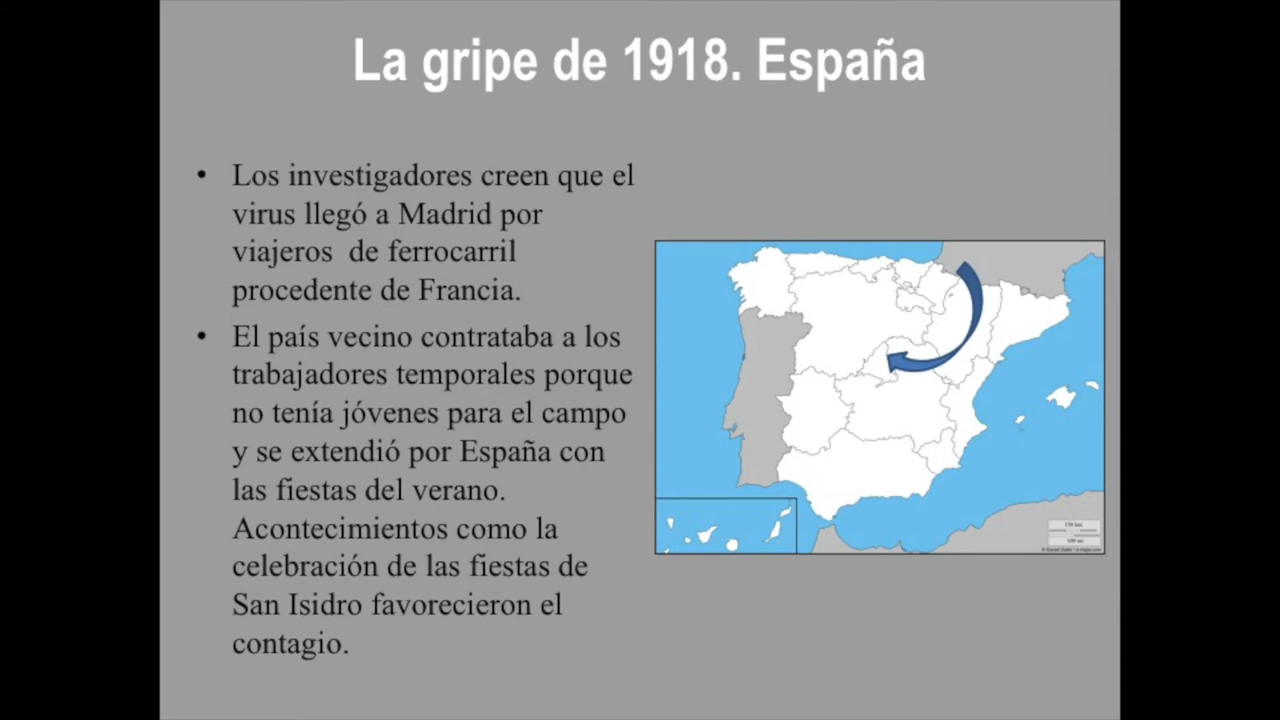 La gripe de 1918. España
• Los investigadores creen que el
virus llegó a Madrid por
viajeros de ferrocarril
procedente de Francia.
• El país vecino contrataba a los
trabajadores temporales porque
no tenía jóvenes para el campo
y se extendió por España con
las fiestas del verano.
Acontecimientos como la
celebración de las fiestas de
San Isidro favorecieron el
contagio.